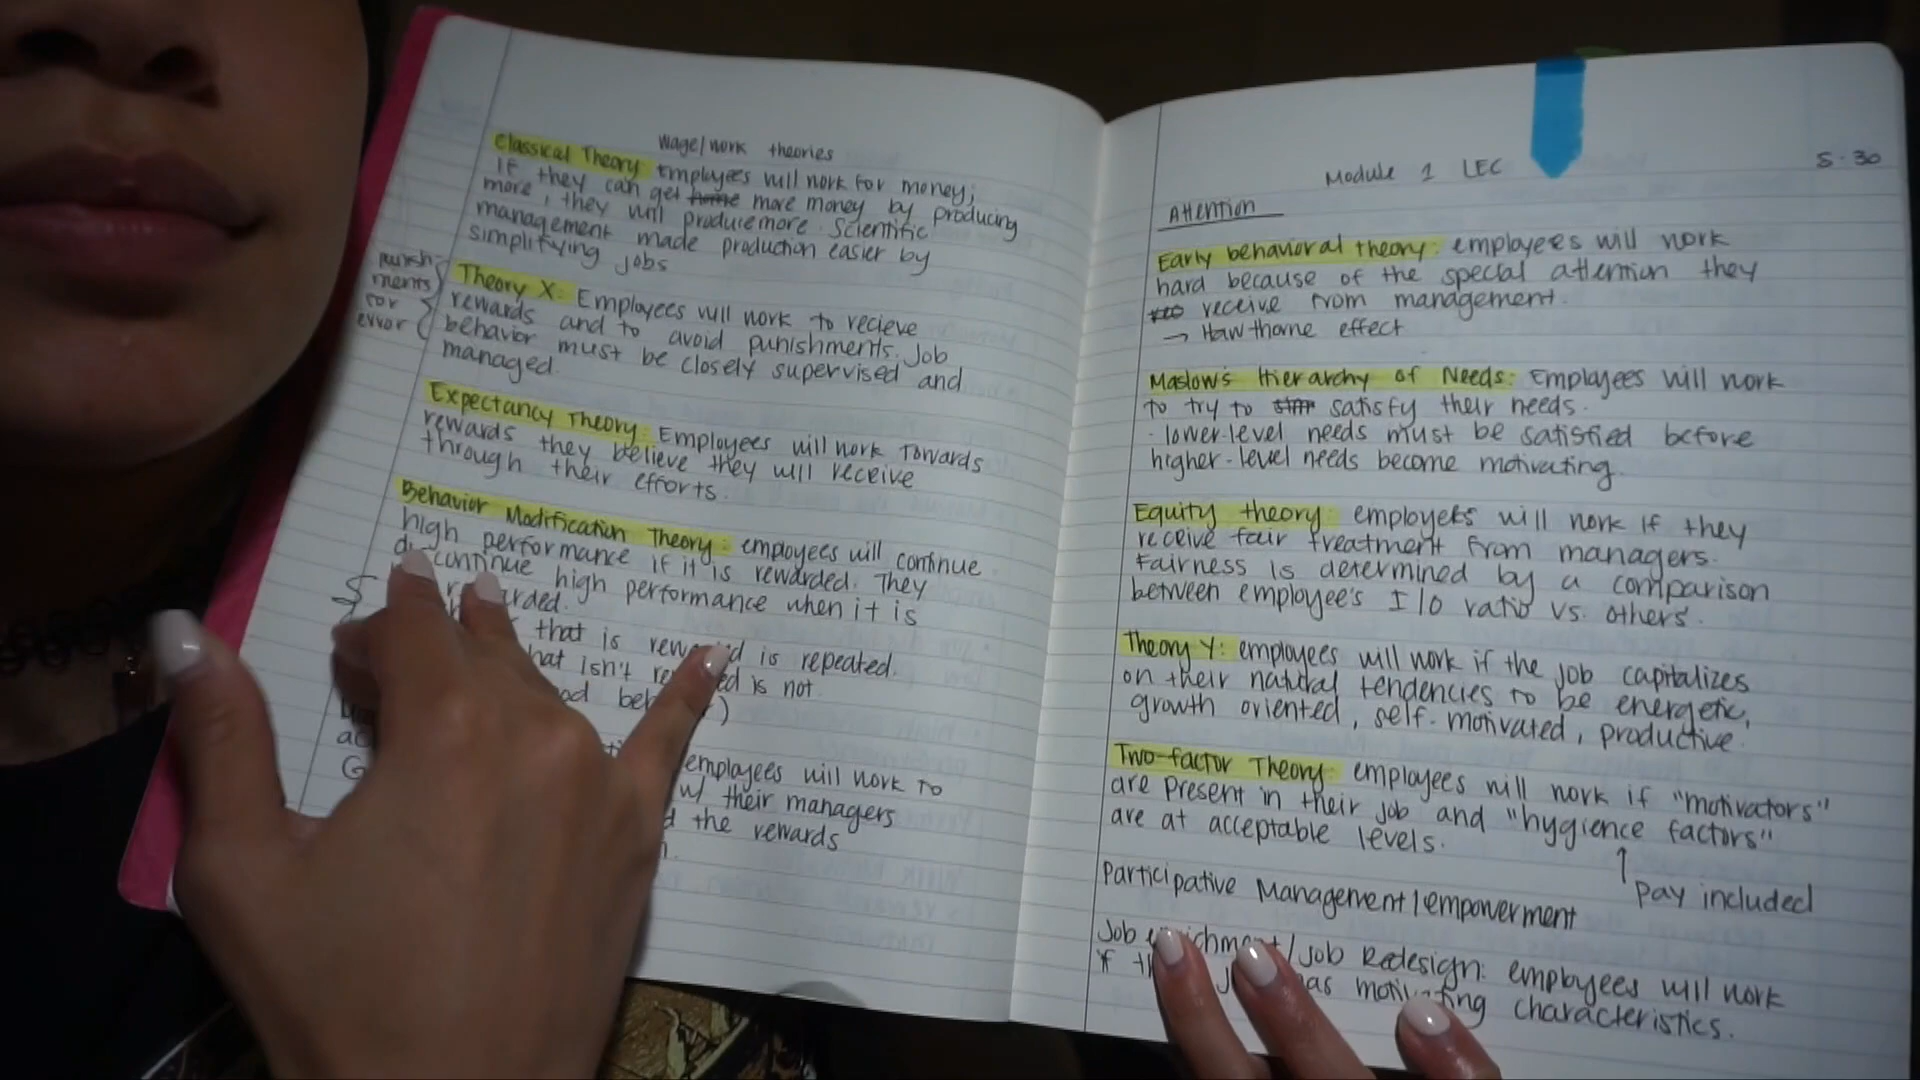 Wage/work theories
Classical Theory: Employees will work for money;
If they can get more money by producing
more, they will produce more. Scientific
management made production easier by
simplifying jobs
punish-
ments
for
error
Theory X: Employees will work to recieve
rewards and to avoid punishments. Job
behavior must be closely supervised and
managed.
Expectancy Theory: Employees will work towards
rewards they believe they will receive
through their efforts.
Behavior Modification Theory: employees will continue
high performance if it is rewarded. They
discontinue high performance when it is
that is rewarded is repeated.
isn't is not
employees will work to
w/ their managers
the rewards
Module 1 LEC
5.30
Attention
Early behavioral theory: employees will work
hard because of the special attention they
receive from management.
→ Hawthorne effect
Maslow's Hierarchy of Needs: Employees will work
to try to satisfy their needs.
· lower-level needs must be satisfied before
higher-level needs become motivating.
Equity theory: employees will work if they
receive fair treatment from managers.
Fairness is determined by a comparison
between employee's I/O ratio vs. others'.
Theory Y: employees will work if the job capitalizes
on their natural tendencies to be energetic,
growth oriented, self-motivated, productive.
Two-factor Theory: employees will work if "motivators"
are present in their job and "hygience factors"
are at acceptable levels.
↑
pay included
Participative Management/empowerment
Job /Job Redesign: employees will work
if motivating characteristics.